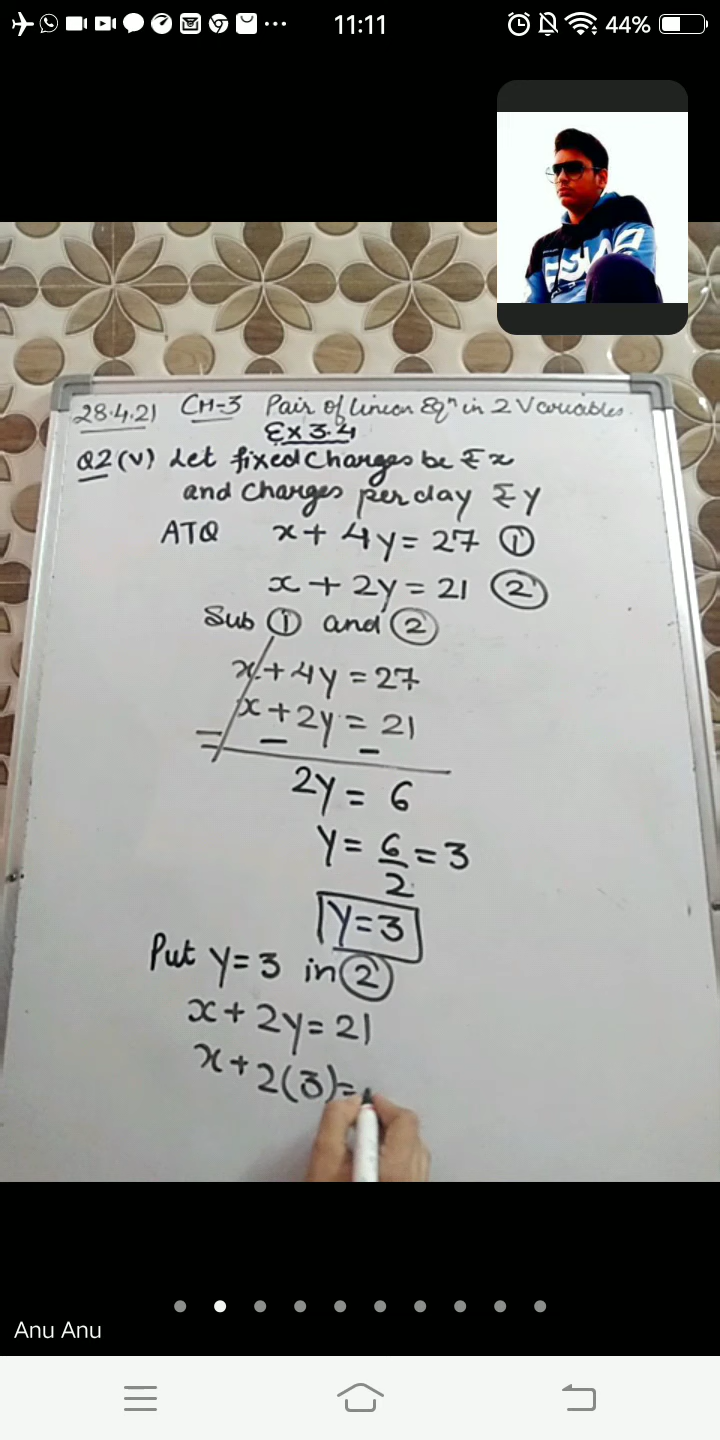 11:11
44%
28.4.21 CH-3 Pair of linear Eqⁿ in 2 Variables.
Ex 3.4
Q2 (v) Let fixed charges be ₹ x
and charges per day ₹ y
ATQ x + 4y = 27 ①
x + 2y = 21 ②
Sub ① and ②
x + 4y = 27
x + 2y = 21
− − −
2y = 6
y = 6/2 = 3
y = 3
Put y = 3 in ②
x + 2y = 21
x + 2(3) =
Anu Anu